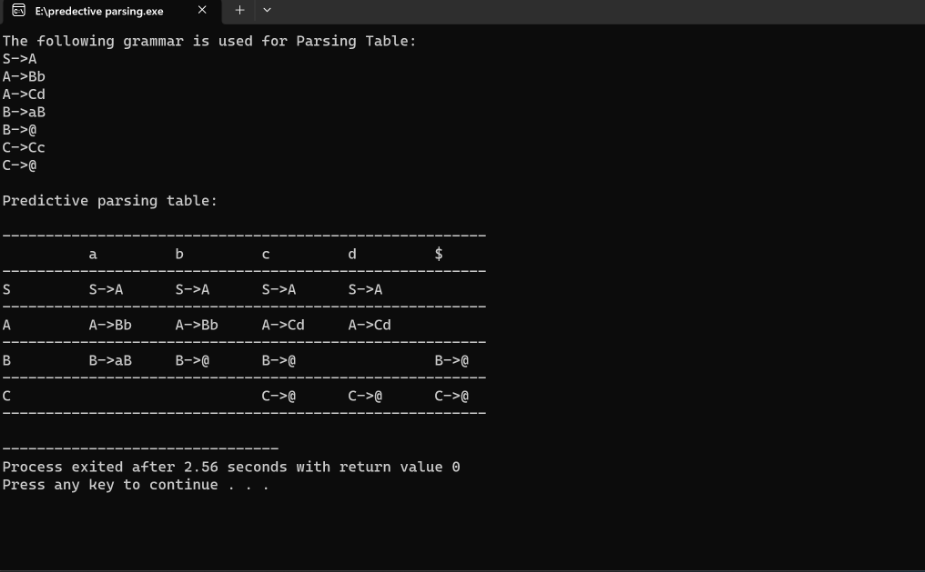 E:\predective parsing.exe
The following grammar is used for Parsing Table:
S->A
A->Bb
A->Cd
B->aB
B->@
C->Cc
C->@
Predictive parsing table:
--------------------------------------------------------
a b c d $
--------------------------------------------------------
S S->A S->A S->A S->A
--------------------------------------------------------
A A->Bb A->Bb A->Cd A->Cd
--------------------------------------------------------
B B->aB B->@ B->@ B->@
--------------------------------------------------------
C C->@ C->@ C->@
--------------------------------------------------------
--------------------------------
Process exited after 2.56 seconds with return value 0
Press any key to continue . . .